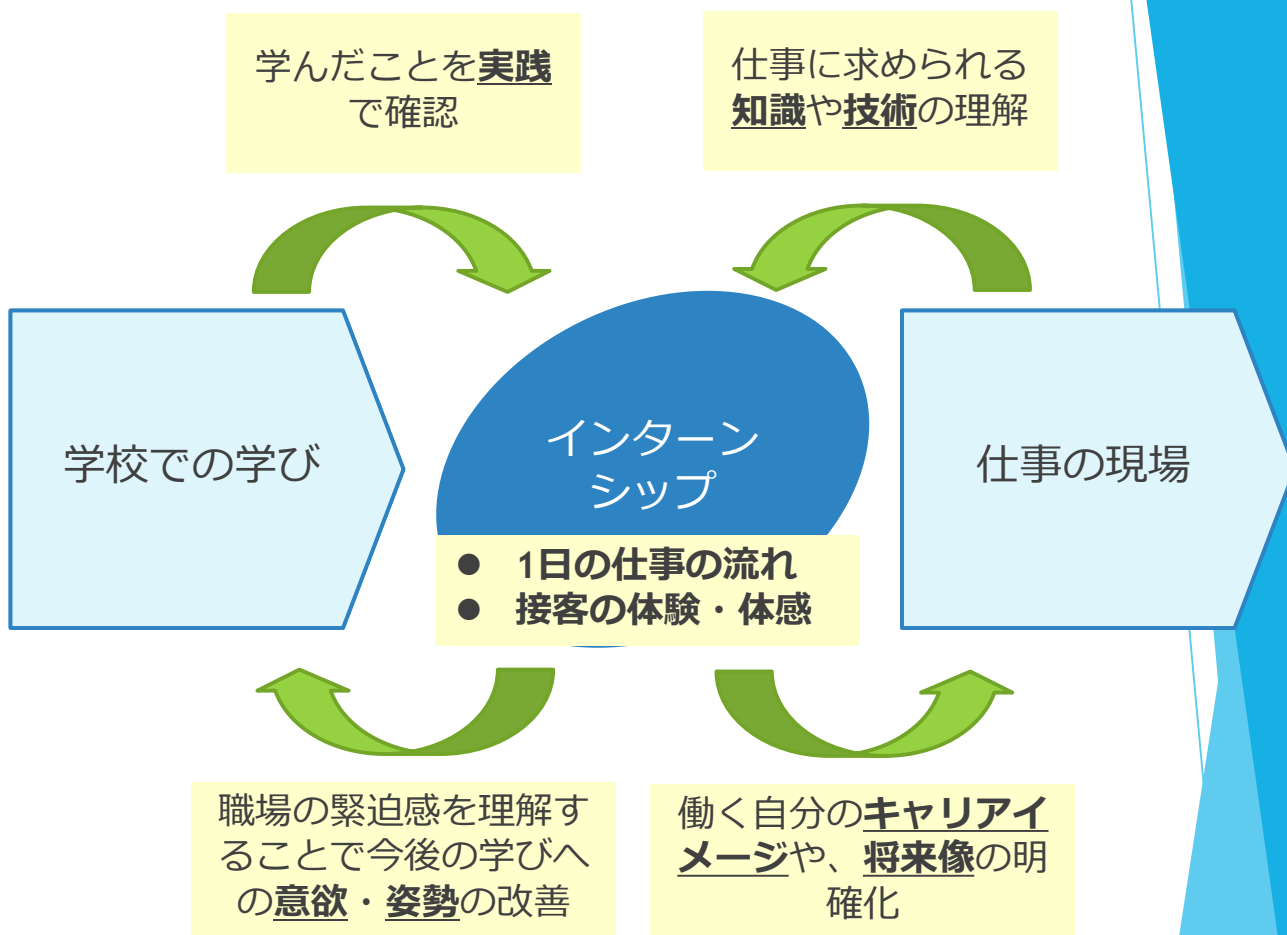 学んだことを実践
で確認
仕事に求められる
知識や技術の理解
学校での学び
インターン
シップ
● 1日の仕事の流れ
● 接客の体験・体感
仕事の現場
職場の緊迫感を理解す
ることで今後の学びへ
の意欲・姿勢の改善
働く自分のキャリアイ
メージや、将来像の明
確化